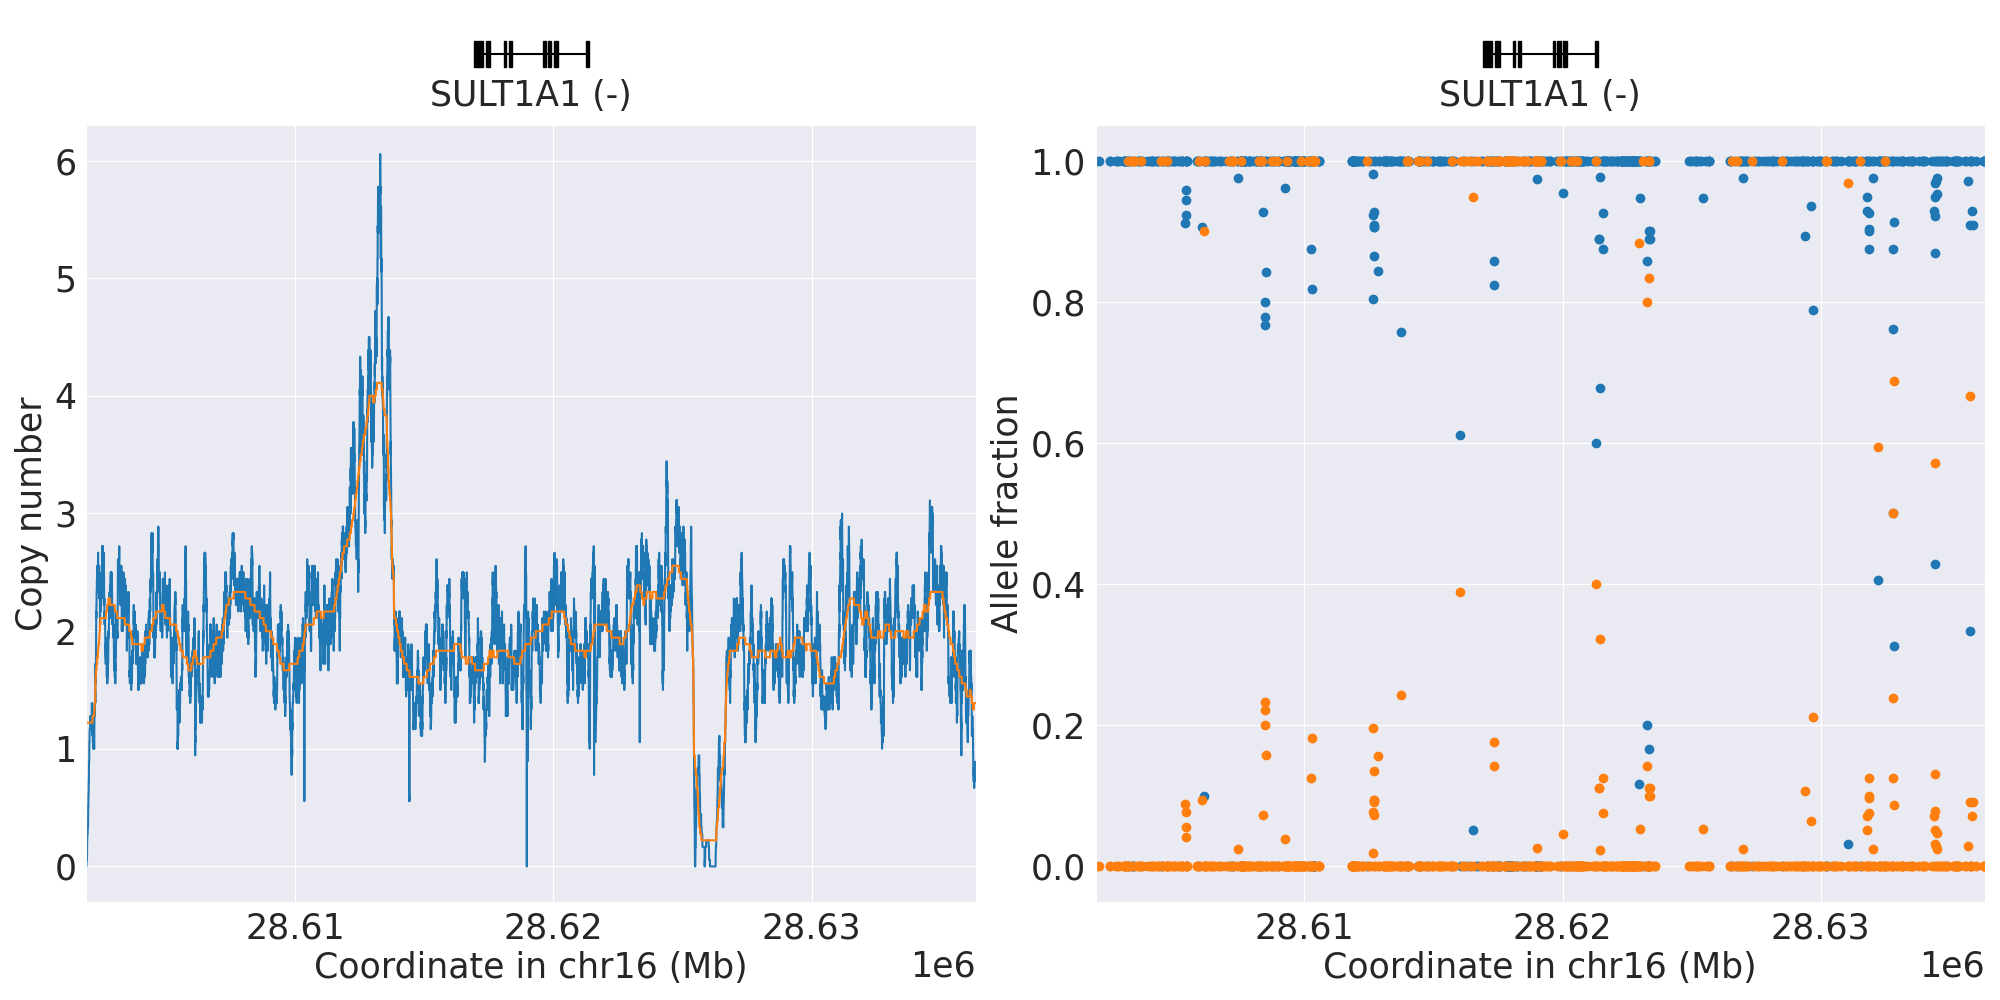 SULT1A1 (-)
6
5
4
3
2
1
0
Copy number
28.61
28.62
28.63
Coordinate in chr16 (Mb)
1e6
SULT1A1 (-)
1.0
0.8
0.6
0.4
0.2
0.0
Allele fraction
28.61
28.62
28.63
Coordinate in chr16 (Mb)
1e6